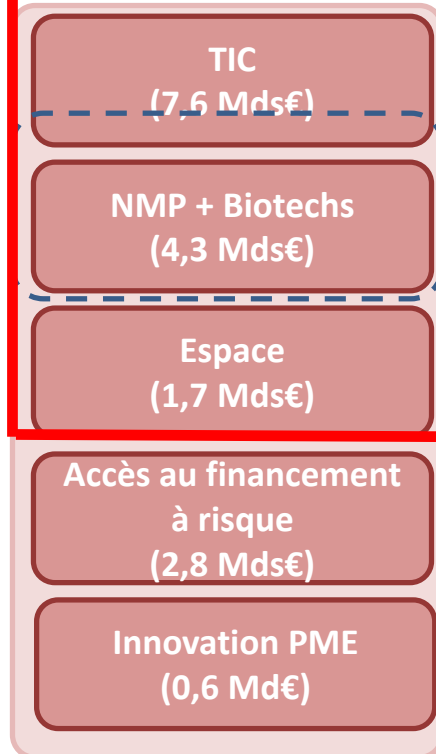 TIC
(7,6 Mds€)
NMP + Biotechs
(4,3 Mds€)
Espace
(1,7 Mds€)
Accès au financement
à risque
(2,8 Mds€)
Innovation PME
(0,6 Md€)